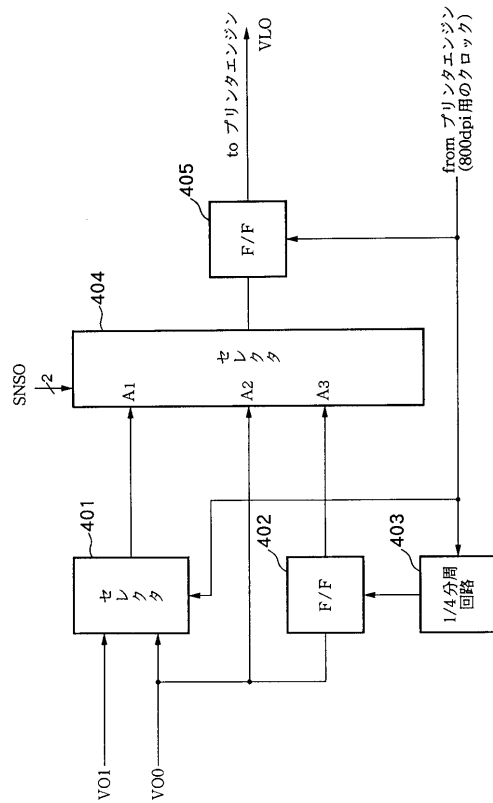 VO1
VO0
セレクタ
401
F/F
402
1/4分周
回路
403
SNSO
2
A1
A2
A3
セレクタ
404
F/F
405
to プリンタエンジン
VLO
from プリンタエンジン
(800dpi用のクロック)